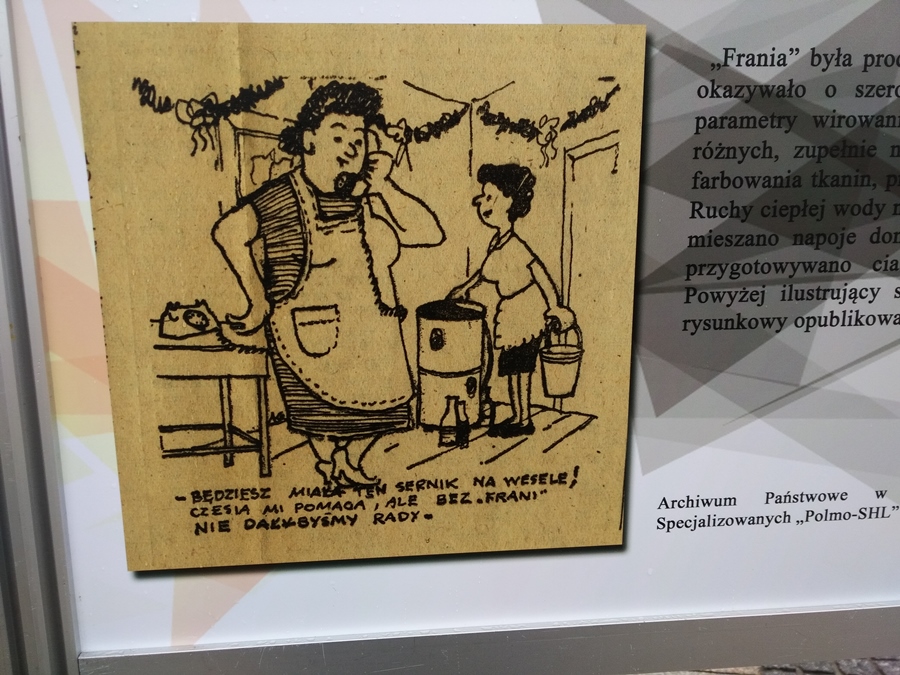 - BĘDZIESZ MIAŁA TEN SERNIK NA WESELE!
CZESIA MI POMAGA, ALE BEZ „FRANI"
NIE DAŁYBYŚMY RADY.
„Frania” była prod
okazywało o szero
parametry wirowani
różnych, zupełnie n
farbowania tkanin, pr
Ruchy ciepłej wody n
mieszano napoje dom
przygotowywano cia
Powyżej ilustrujący s
rysunkowy opublikowa
Archiwum Państwowe w
Specjalizowanych „Polmo-SHL”